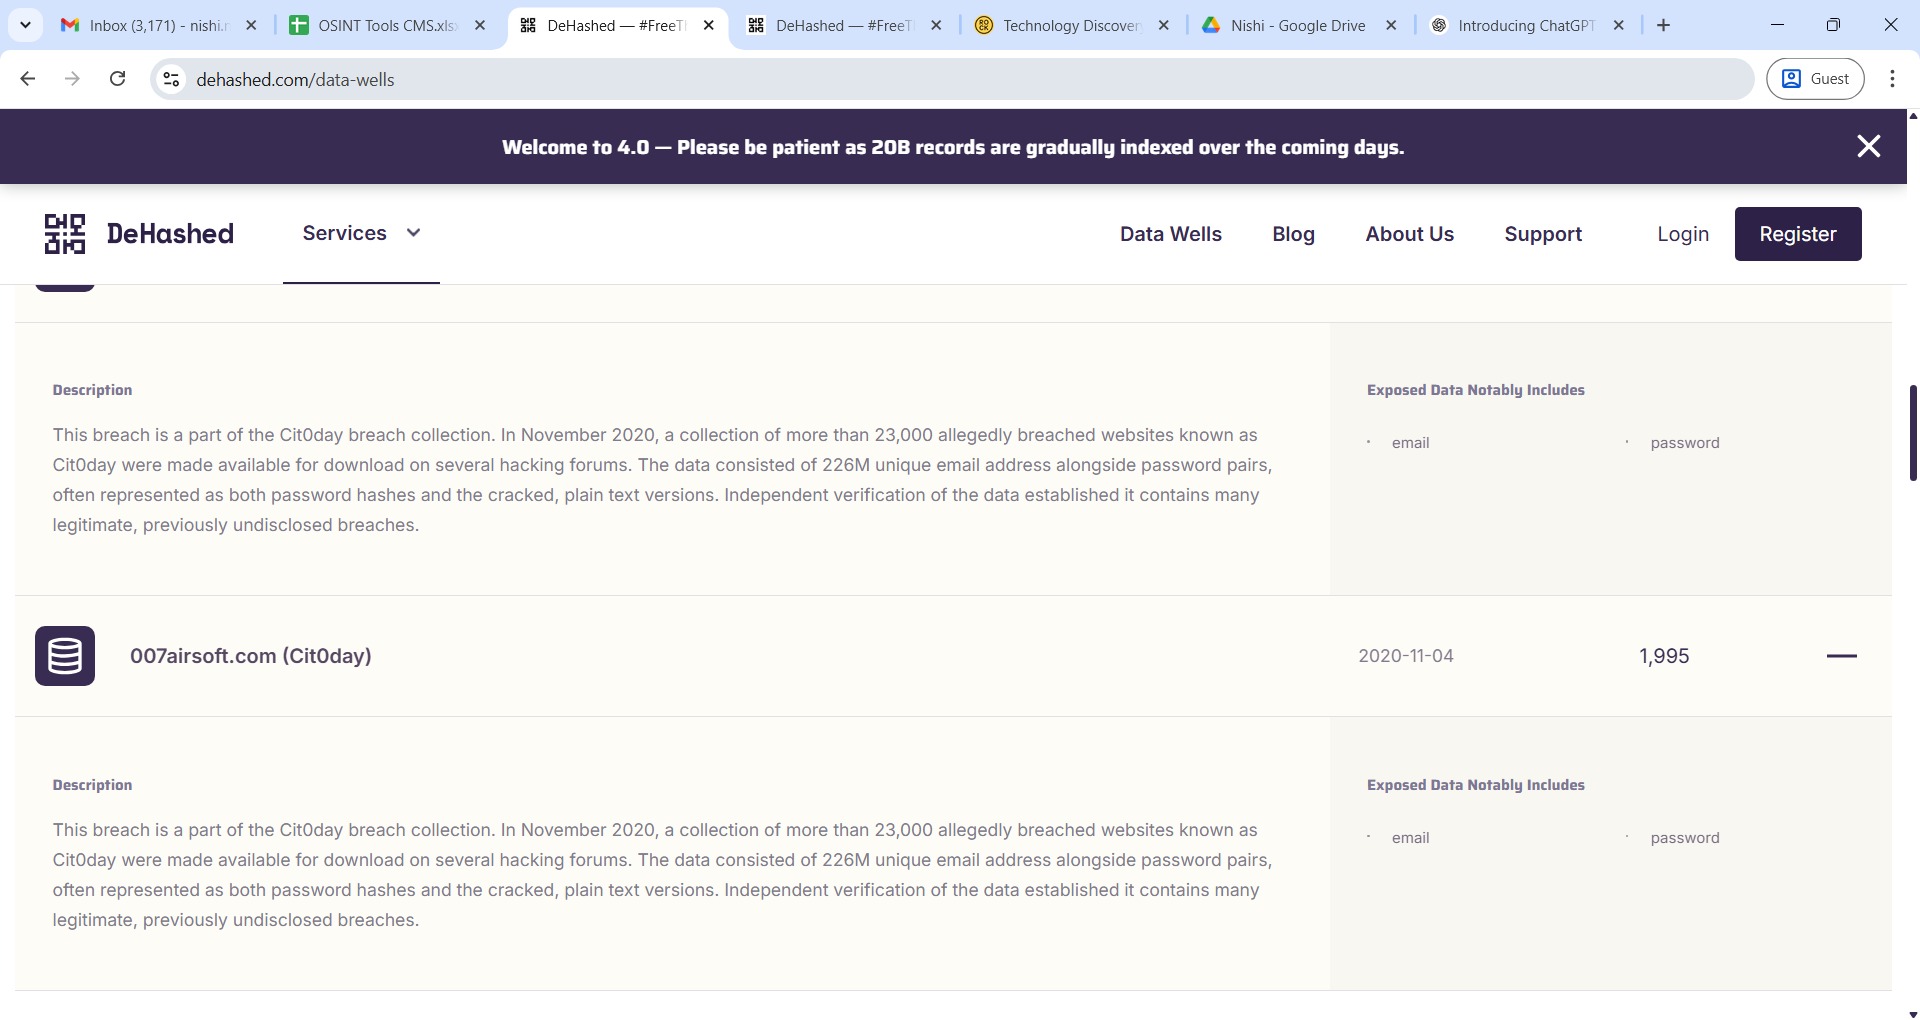 Inbox (3,171) - nishi.n
OSINT Tools CMS.xls
DeHashed — #FreeT
DeHashed — #FreeT
Technology Discover
Nishi - Google Drive
Introducing ChatGPT
dehashed.com/data-wells
Guest
Welcome to 4.0 — Please be patient as 20B records are gradually indexed over the coming days.
DeHashed
Services
Data Wells
Blog
About Us
Support
Login
Register
Description
This breach is a part of the Cit0day breach collection. In November 2020, a collection of more than 23,000 allegedly breached websites known as
Cit0day were made available for download on several hacking forums. The data consisted of 226M unique email address alongside password pairs,
often represented as both password hashes and the cracked, plain text versions. Independent verification of the data established it contains many
legitimate, previously undisclosed breaches.
Exposed Data Notably Includes
· email · password
007airsoft.com (Cit0day) 2020-11-04 1,995
Description
This breach is a part of the Cit0day breach collection. In November 2020, a collection of more than 23,000 allegedly breached websites known as
Cit0day were made available for download on several hacking forums. The data consisted of 226M unique email address alongside password pairs,
often represented as both password hashes and the cracked, plain text versions. Independent verification of the data established it contains many
legitimate, previously undisclosed breaches.
Exposed Data Notably Includes
· email · password